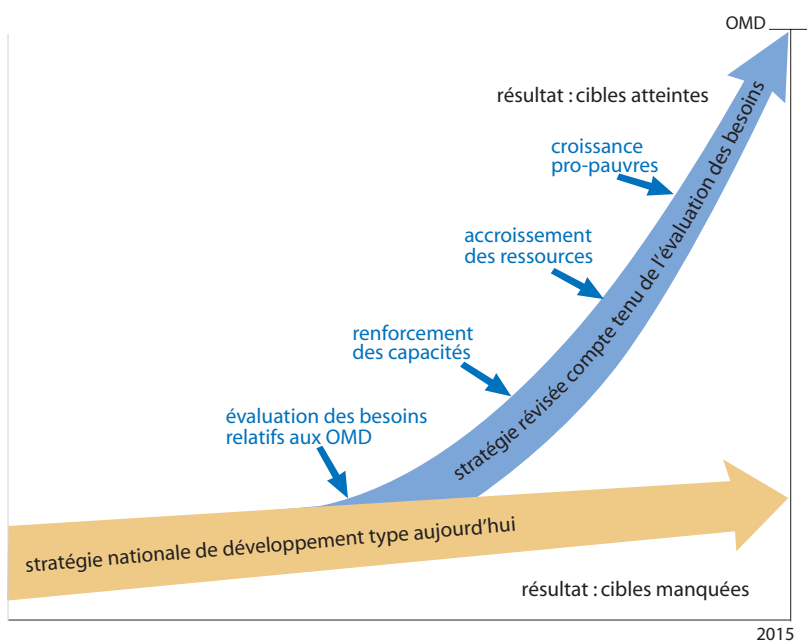 OMD
résultat : cibles atteintes
croissance
pro-pauvres
accroissement
des ressources
renforcement
des capacités
évaluation des besoins
relatifs aux OMD
stratégie révisée compte tenu de l'évaluation des besoins
stratégie nationale de développement type aujourd'hui
résultat : cibles manquées
2015